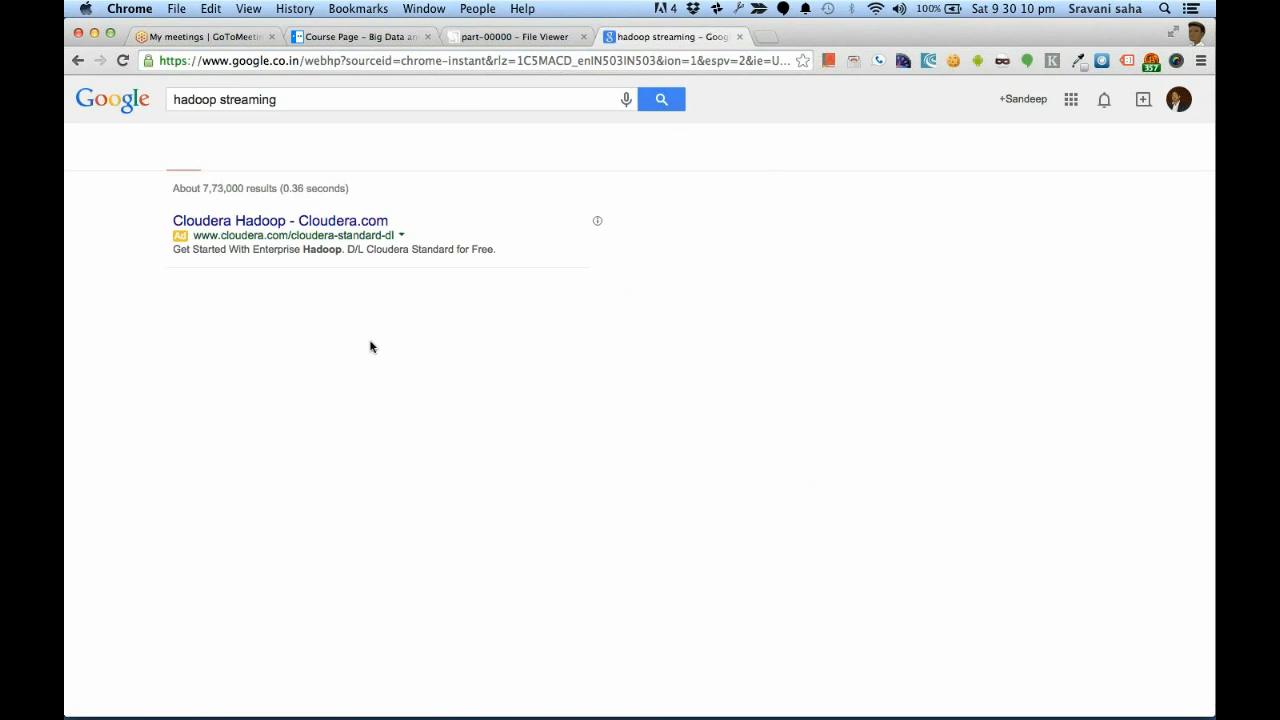 Chrome File Edit View History Bookmarks Window People Help 4 100% Sat 9 30 10 pm Sravani saha
My meetings | GoToMeetin Course Page - Big Data an part-00000 - File Viewer hadoop streaming - Goog
https://www.google.co.in/webhp?sourceid=chrome-instant&rlz=1C5MACD_enIN503IN503&ion=1&espv=2&ie=U... 357
Google hadoop streaming +Sandeep
About 7,73,000 results (0.36 seconds)
Cloudera Hadoop - Cloudera.com
Ad www.cloudera.com/cloudera-standard-dl
Get Started With Enterprise Hadoop. D/L Cloudera Standard for Free.